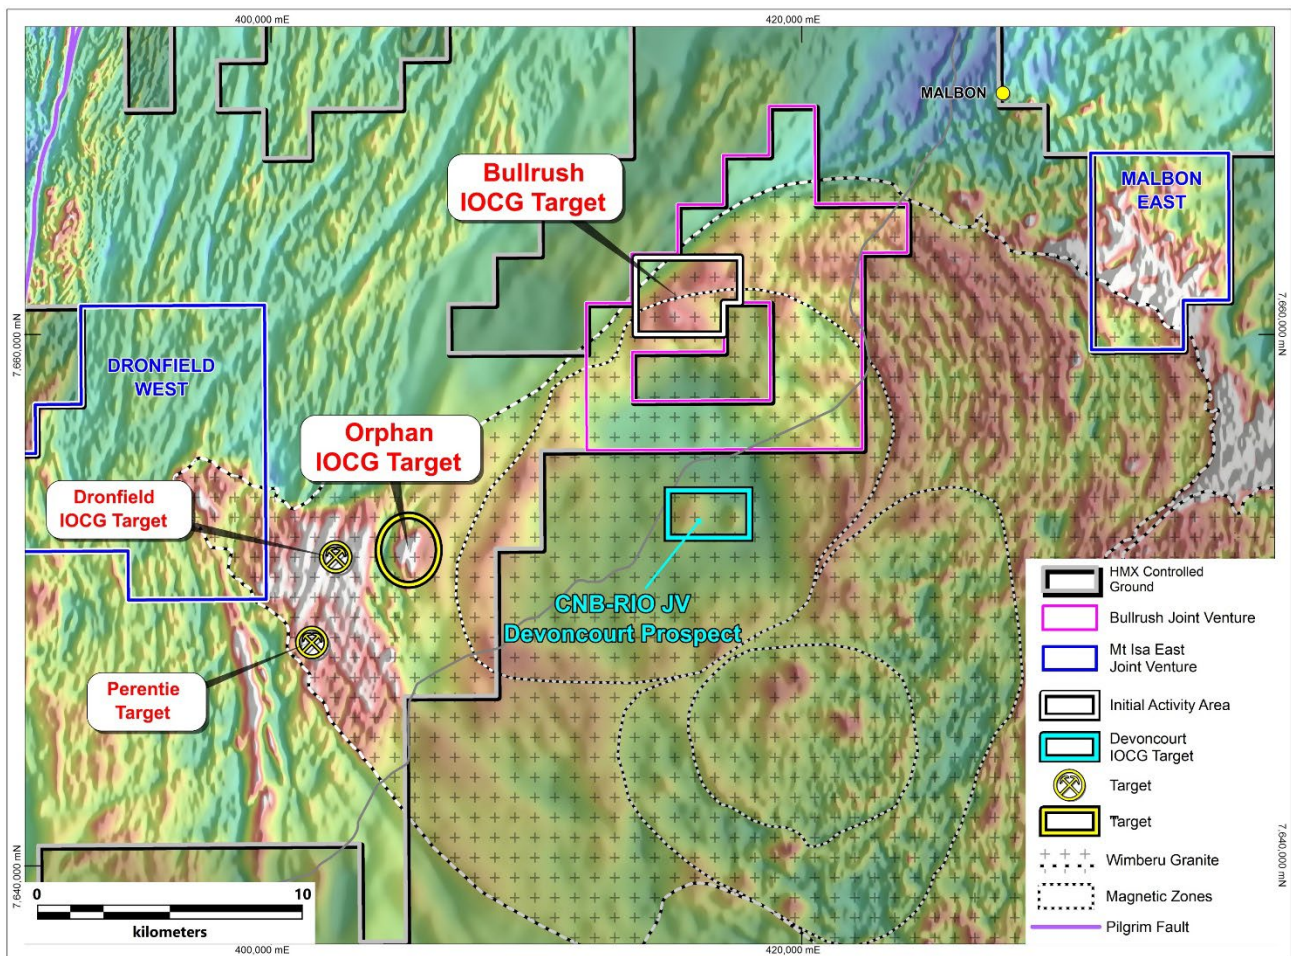 400,000 mE
420,000 mE
MALBON
Bullrush
IOCG Target
MALBON
EAST
7,660,000 mN
7,660,000 mN
DRONFIELD
WEST
Orphan
IOCG Target
Dronfield
IOCG Target
CNB-RIO JV
Devoncourt Prospect
Perentie
Target
HMX Controlled
Ground
Bullrush Joint Venture
Mt Isa East
Joint Venture
Initial Activity Area
Devoncourt
IOCG Target
Target
Target
Wimberu Granite
Magnetic Zones
Pilgrim Fault
7,640,000 mN
7,640,000 mN
0
10
kilometers
400,000 mE
420,000 mE